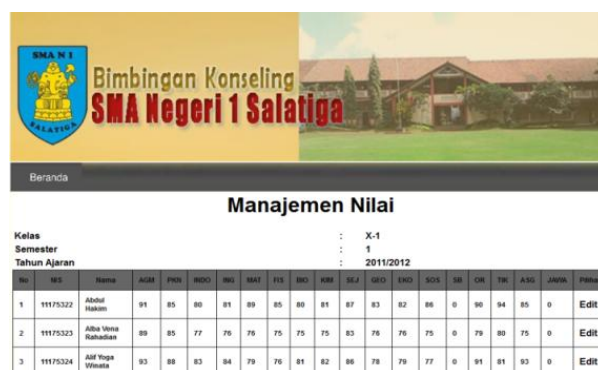 SMA N 1
SALATIGA
Bimbingan Konseling
SMA Negeri 1 Salatiga
Beranda
Manajemen Nilai
Kelas : X-1
Semester : 1
Tahun Ajaran : 2011/2012
No NIS Nama AGM PKN INDO ING MAT FIS BIO KIM SEJ GEO EKO SOS SB OR TIK ASG JAWA
1 11175322 Abdul Hakim 91 85 80 81 89 85 80 81 87 83 82 86 0 90 94 85 0 Edit
2 11175323 Alba Vona Rahadian 89 85 77 76 76 75 75 75 83 76 76 75 0 79 80 75 0 Edit
3 11175324 Alif Yoga Winata 93 88 83 84 79 76 81 82 86 78 79 77 0 91 81 93 0 Edit